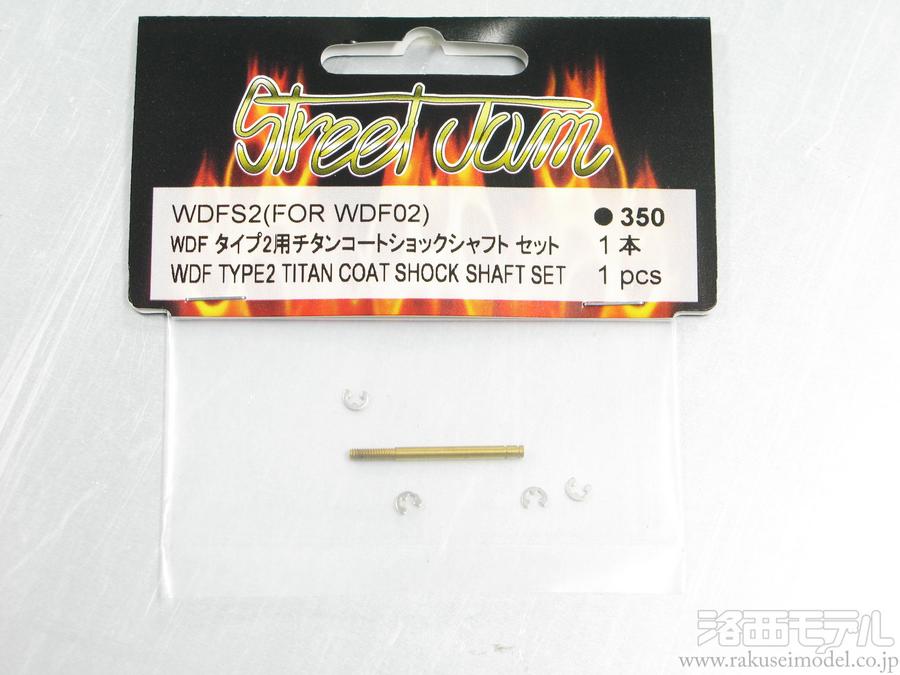 Street Jam
WDFS2(FOR WDF02) ●350
WDF タイプ2用チタンコートショックシャフト セット 1本
WDF TYPE2 TITAN COAT SHOCK SHAFT SET 1 pcs
洛西モデル
www.rakuseimodel.co.jp